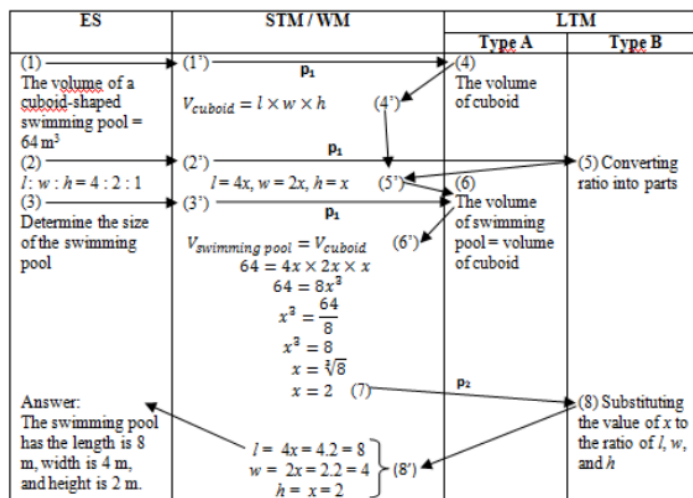 ES STM / WM LTM
Type A Type B
(1) (1’) p₁ (4)
The volume of a The volume
cuboid-shaped V_cuboid = l × w × h (4’) of cuboid
swimming pool =
64 m³
(2) (2’) p₁ (5) Converting
l: w : h = 4 : 2 : 1 l = 4x, w = 2x, h = x (5’) (6) ratio into parts
(3) (3’) p₁ The volume
Determine the size of swimming
of the swimming V_swimming pool = V_cuboid (6’) pool = volume
pool 64 = 4x × 2x × x of cuboid
64 = 8x³
x³ = 64/8
x³ = 8
x = ∛8
x = 2 (7) p₂
Answer: (8) Substituting
The swimming pool the value of x to
has the length is 8 l = 4x = 4.2 = 8 the ratio of l, w,
m, width is 4 m, w = 2x = 2.2 = 4 (8’) and h
and height is 2 m. h = x = 2